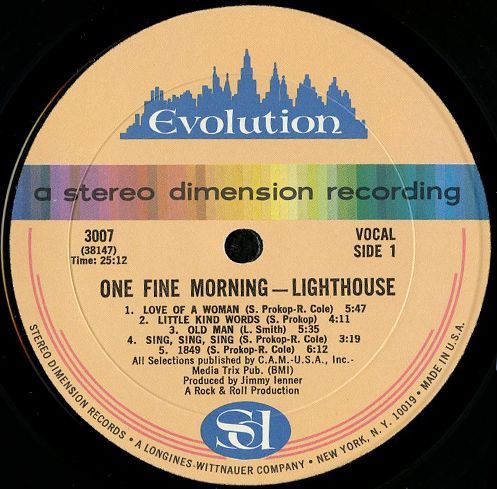 Evolution
a stereo dimension recording
3007
(38147)
Time: 25:12
VOCAL
SIDE 1
ONE FINE MORNING — LIGHTHOUSE
1. LOVE OF A WOMAN (S. Prokop-R. Cole) 5:47
2. LITTLE KIND WORDS (S. Prokop) 4:11
3. OLD MAN (L. Smith) 5:35
4. SING, SING, SING (S. Prokop-R. Cole) 3:19
5. 1849 (S. Prokop-R. Cole) 6:12
All Selections published by C.A.M.-U.S.A., Inc.-
Media Trix Pub. (BMI)
Produced by Jimmy Ienner
A Rock & Roll Production
SD
STEREO DIMENSION RECORDS • A LONGINES-WITTNAUER COMPANY • NEW YORK, N. Y. 10019 • MADE IN U.S.A.